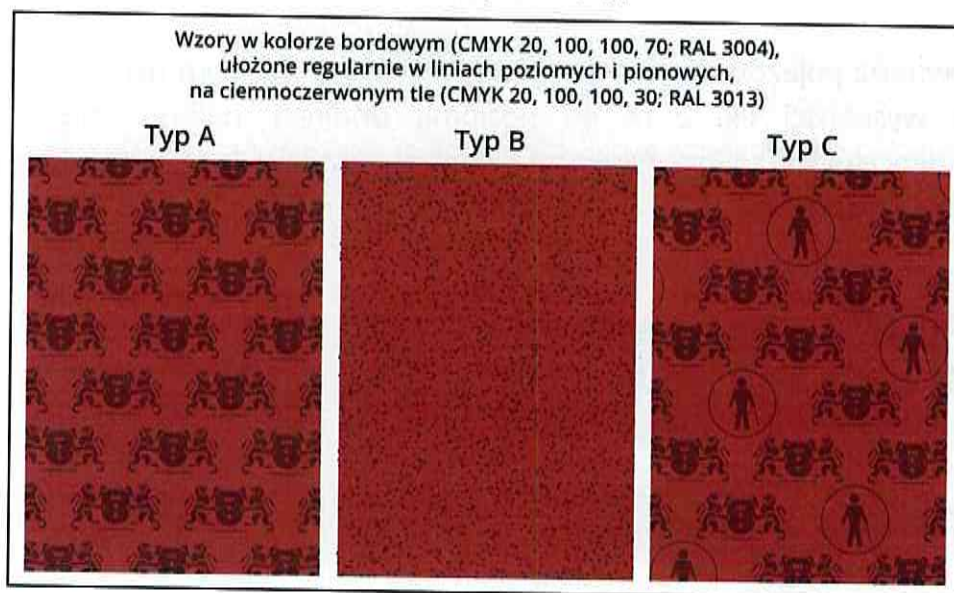 Wzory w kolorze bordowym (CMYK 20, 100, 100, 70; RAL 3004),
ułożone regularnie w liniach poziomych i pionowych,
na ciemnoczerwonym tle (CMYK 20, 100, 100, 30; RAL 3013)
Typ A
Typ B
Typ C